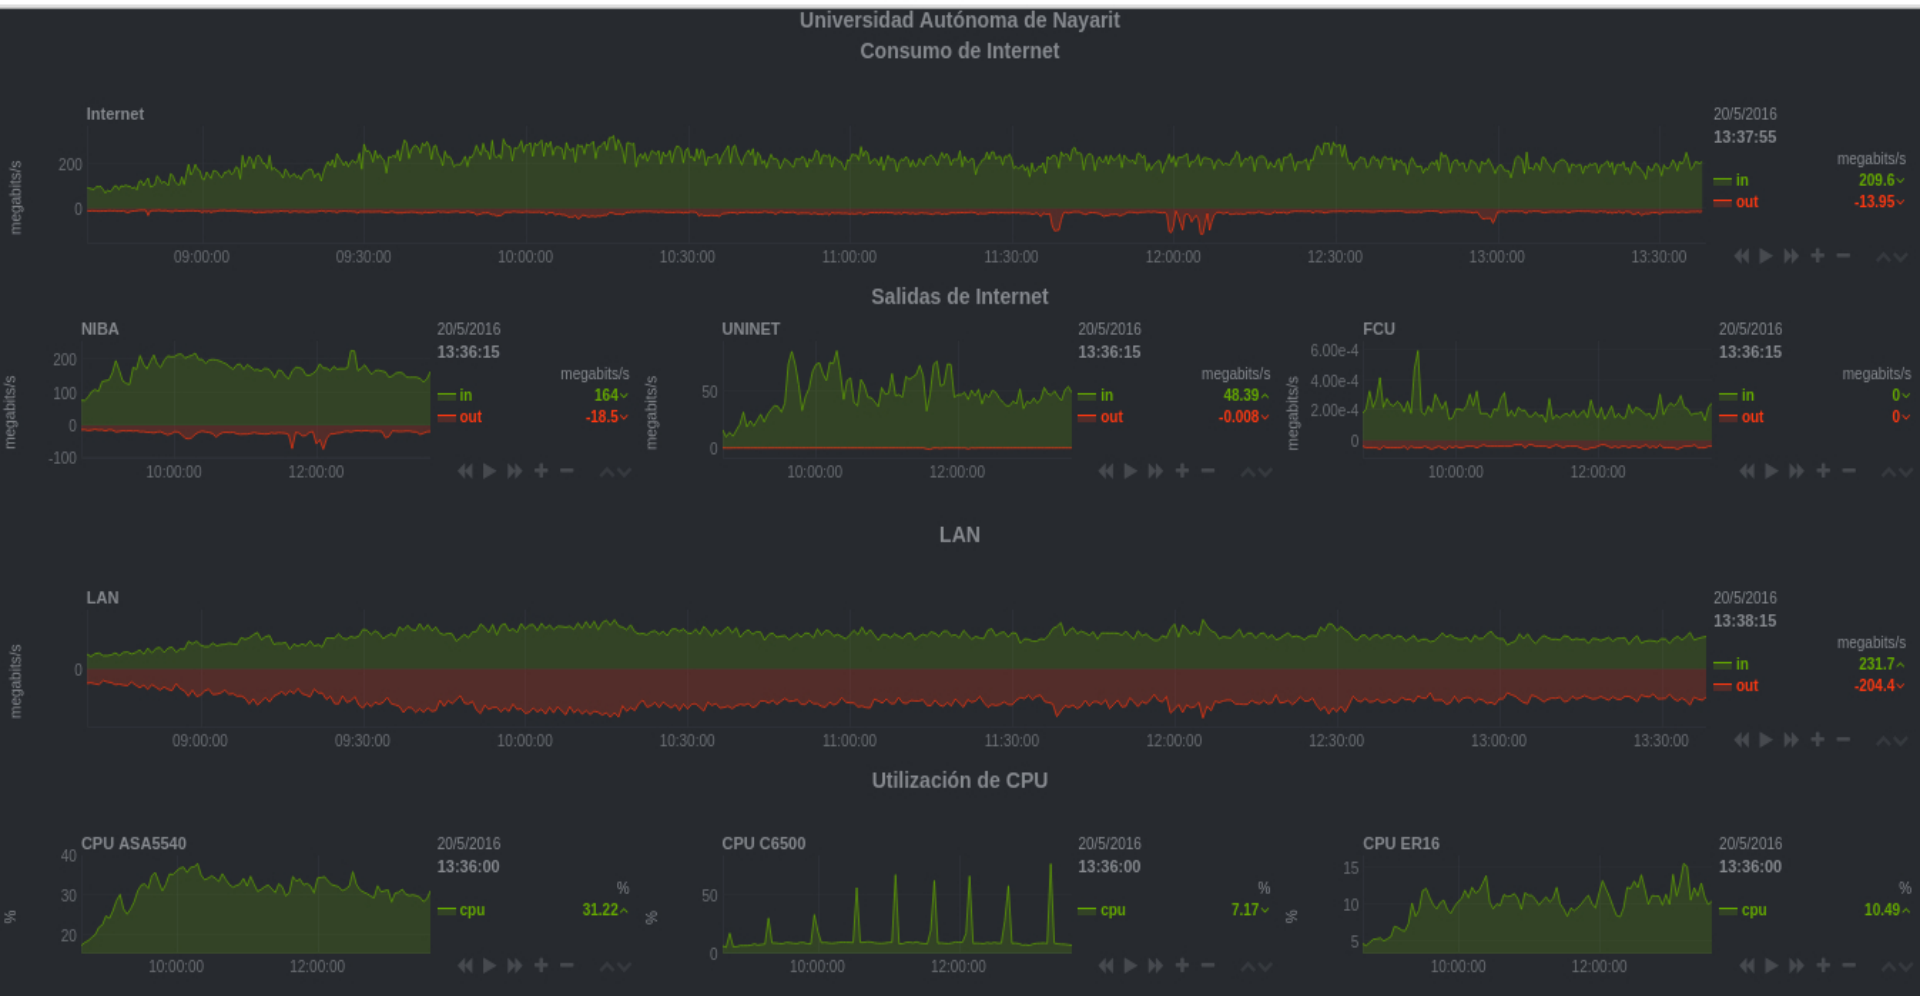 Universidad Autónoma de Nayarit
Consumo de Internet
Internet
20/5/2016
13:37:55
megabits/s
200
0
megabits/s
in 209.6
out -13.95
09:00:00 09:30:00 10:00:00 10:30:00 11:00:00 11:30:00 12:00:00 12:30:00 13:00:00 13:30:00
Salidas de Internet
NIBA
20/5/2016
13:36:15
megabits/s
200
100
0
-100
megabits/s
in 164
out -18.5
10:00:00 12:00:00
UNINET
20/5/2016
13:36:15
megabits/s
50
0
megabits/s
in 48.39
out -0.008
10:00:00 12:00:00
FCU
20/5/2016
13:36:15
megabits/s
6.00e-4
4.00e-4
2.00e-4
0
megabits/s
in 0
out 0
10:00:00 12:00:00
LAN
LAN
20/5/2016
13:38:15
megabits/s
0
megabits/s
in 231.7
out -204.4
09:00:00 09:30:00 10:00:00 10:30:00 11:00:00 11:30:00 12:00:00 12:30:00 13:00:00 13:30:00
Utilización de CPU
CPU ASA5540
20/5/2016
13:36:00
%
40
30
20
%
cpu 31.22
10:00:00 12:00:00
CPU C6500
20/5/2016
13:36:00
%
50
0
%
cpu 7.17
10:00:00 12:00:00
CPU ER16
20/5/2016
13:36:00
%
15
10
5
%
cpu 10.49
10:00:00 12:00:00